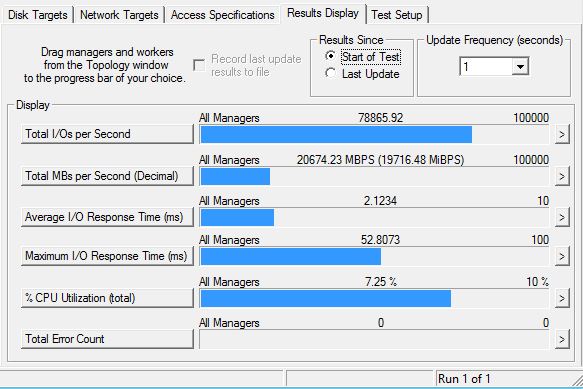 Disk Targets Network Targets Access Specifications Results Display Test Setup
Drag managers and workers
from the Topology window
to the progress bar of your choice.
Record last update
results to file
Results Since
Start of Test
Last Update
Update Frequency (seconds)
1
Display
All Managers 78865.92 100000
Total I/Os per Second >
All Managers 20674.23 MBPS (19716.48 MiBPS) 100000
Total MBs per Second (Decimal) >
All Managers 2.1234 10
Average I/O Response Time (ms) >
All Managers 52.8073 100
Maximum I/O Response Time (ms) >
All Managers 7.25 % 10 %
% CPU Utilization (total) >
All Managers 0 0
Total Error Count >
Run 1 of 1